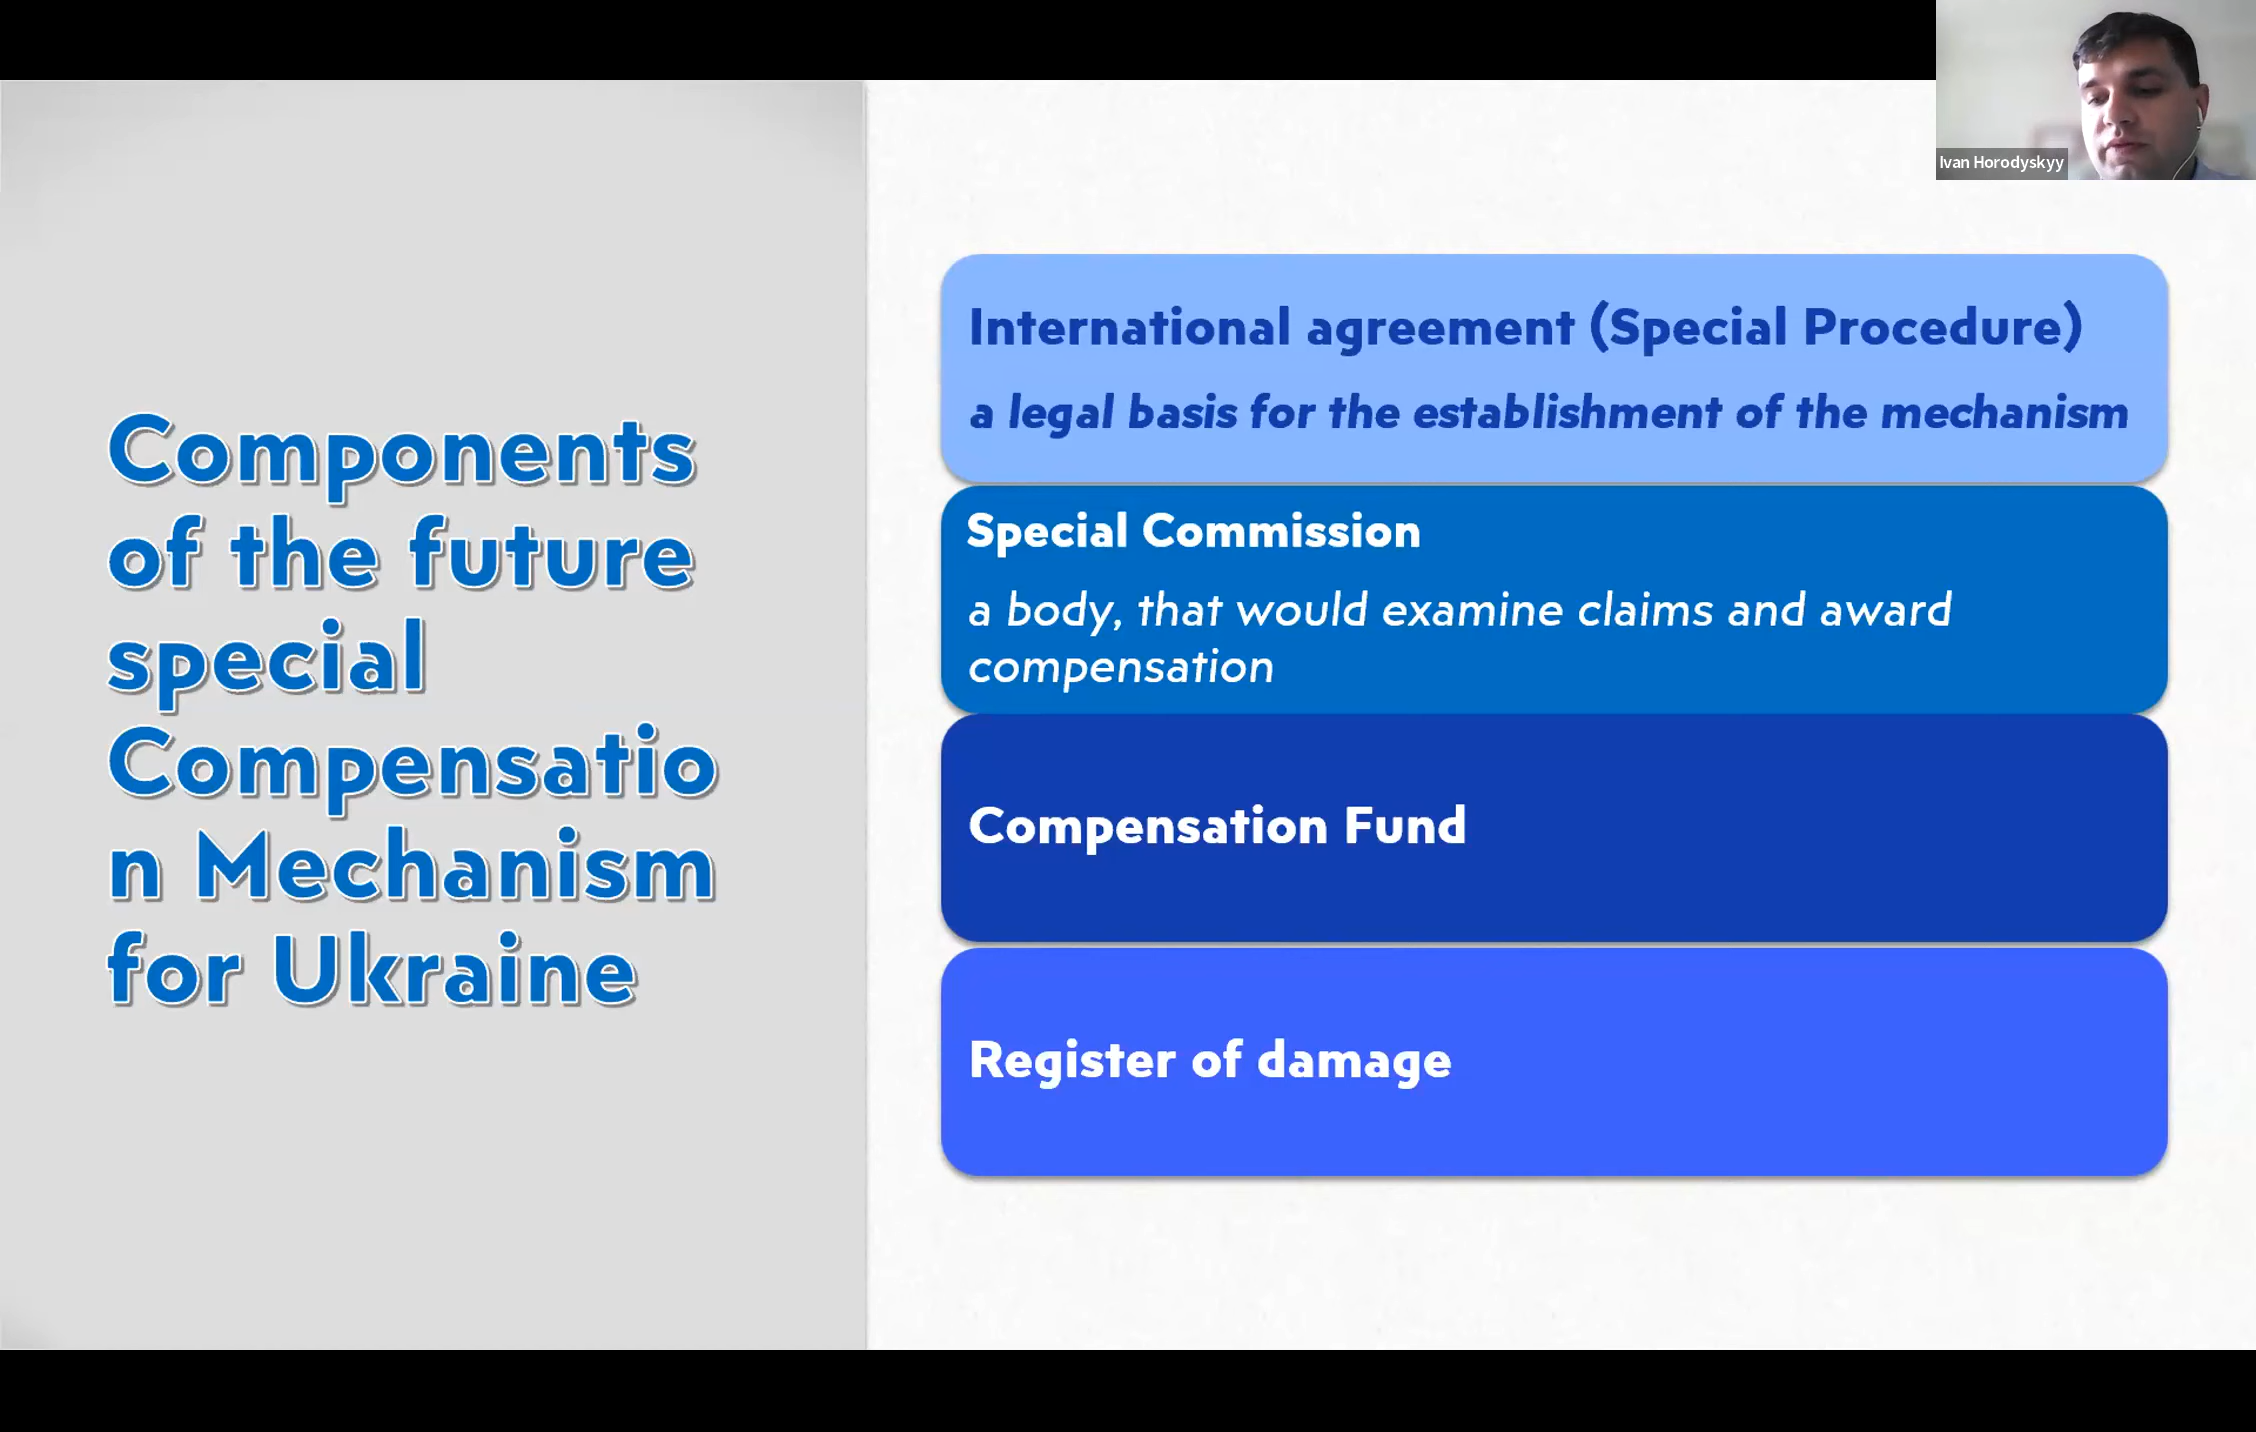 Ivan Horodyskyy
Components
of the future
special
Compensatio
n Mechanism
for Ukraine
International agreement (Special Procedure)
a legal basis for the establishment of the mechanism
Special Commission
a body, that would examine claims and award
compensation
Compensation Fund
Register of damage